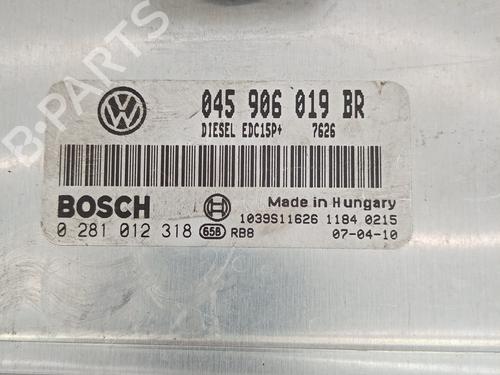 045 906 019 BR
DIESEL EDC15P+ 7626
BOSCH
Made in Hungary
1039S11626 1184 0215
0 281 012 318 658 RB8 07-04-10
B-PARTS